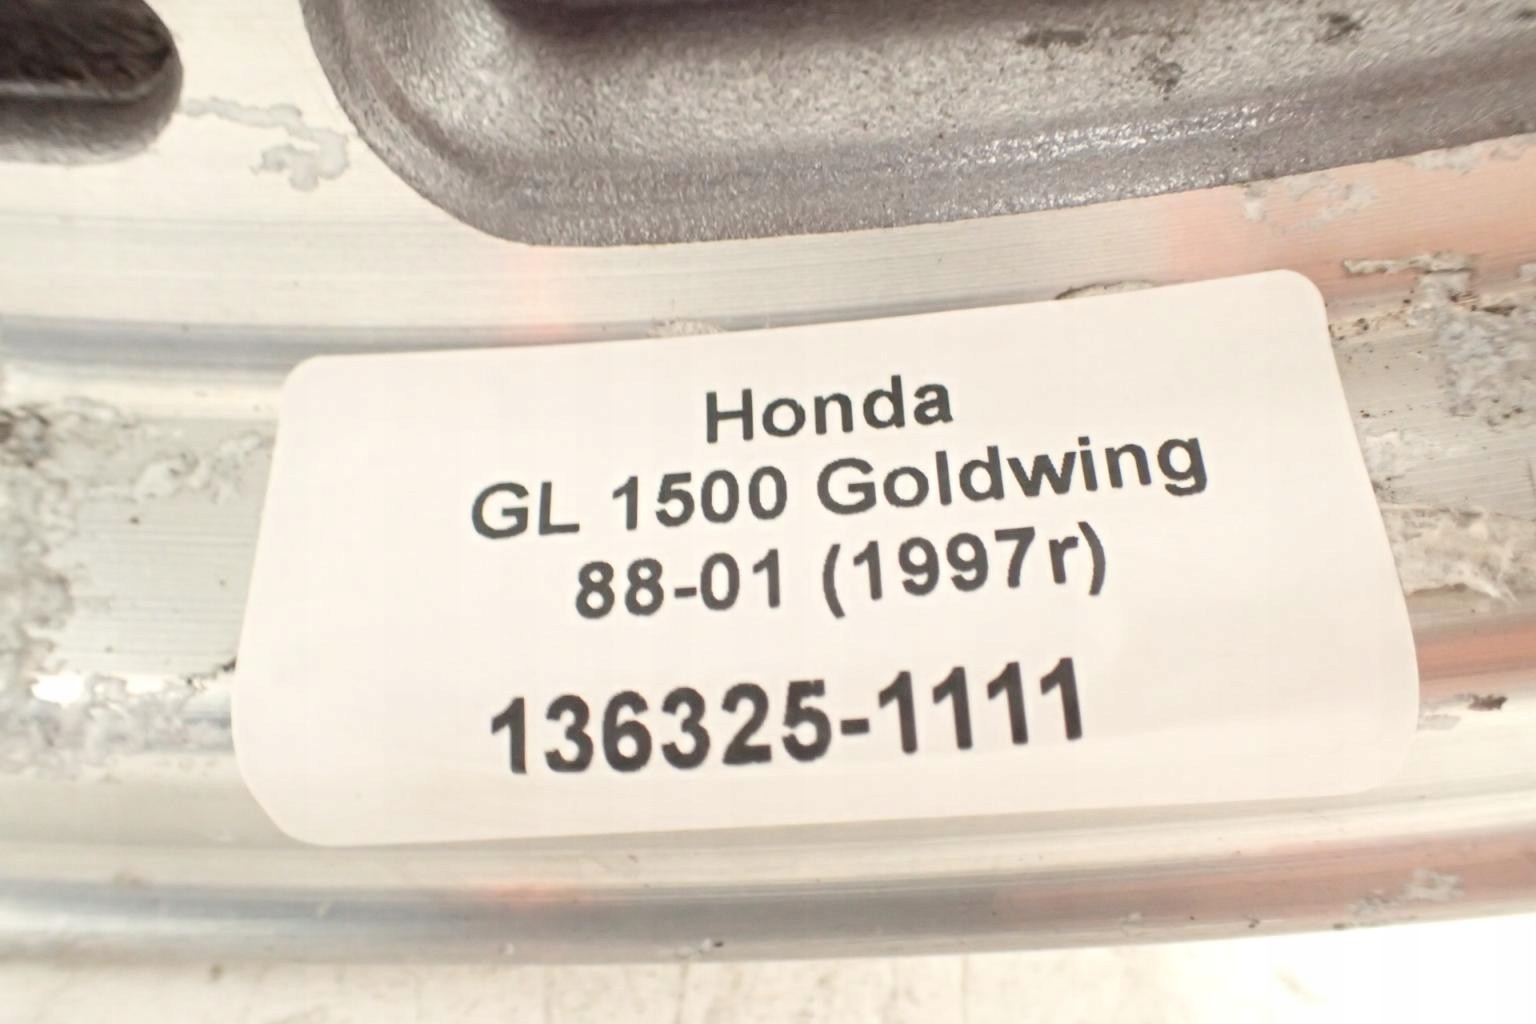 Honda
GL 1500 Goldwing
88-01 (1997r)
136325-1111